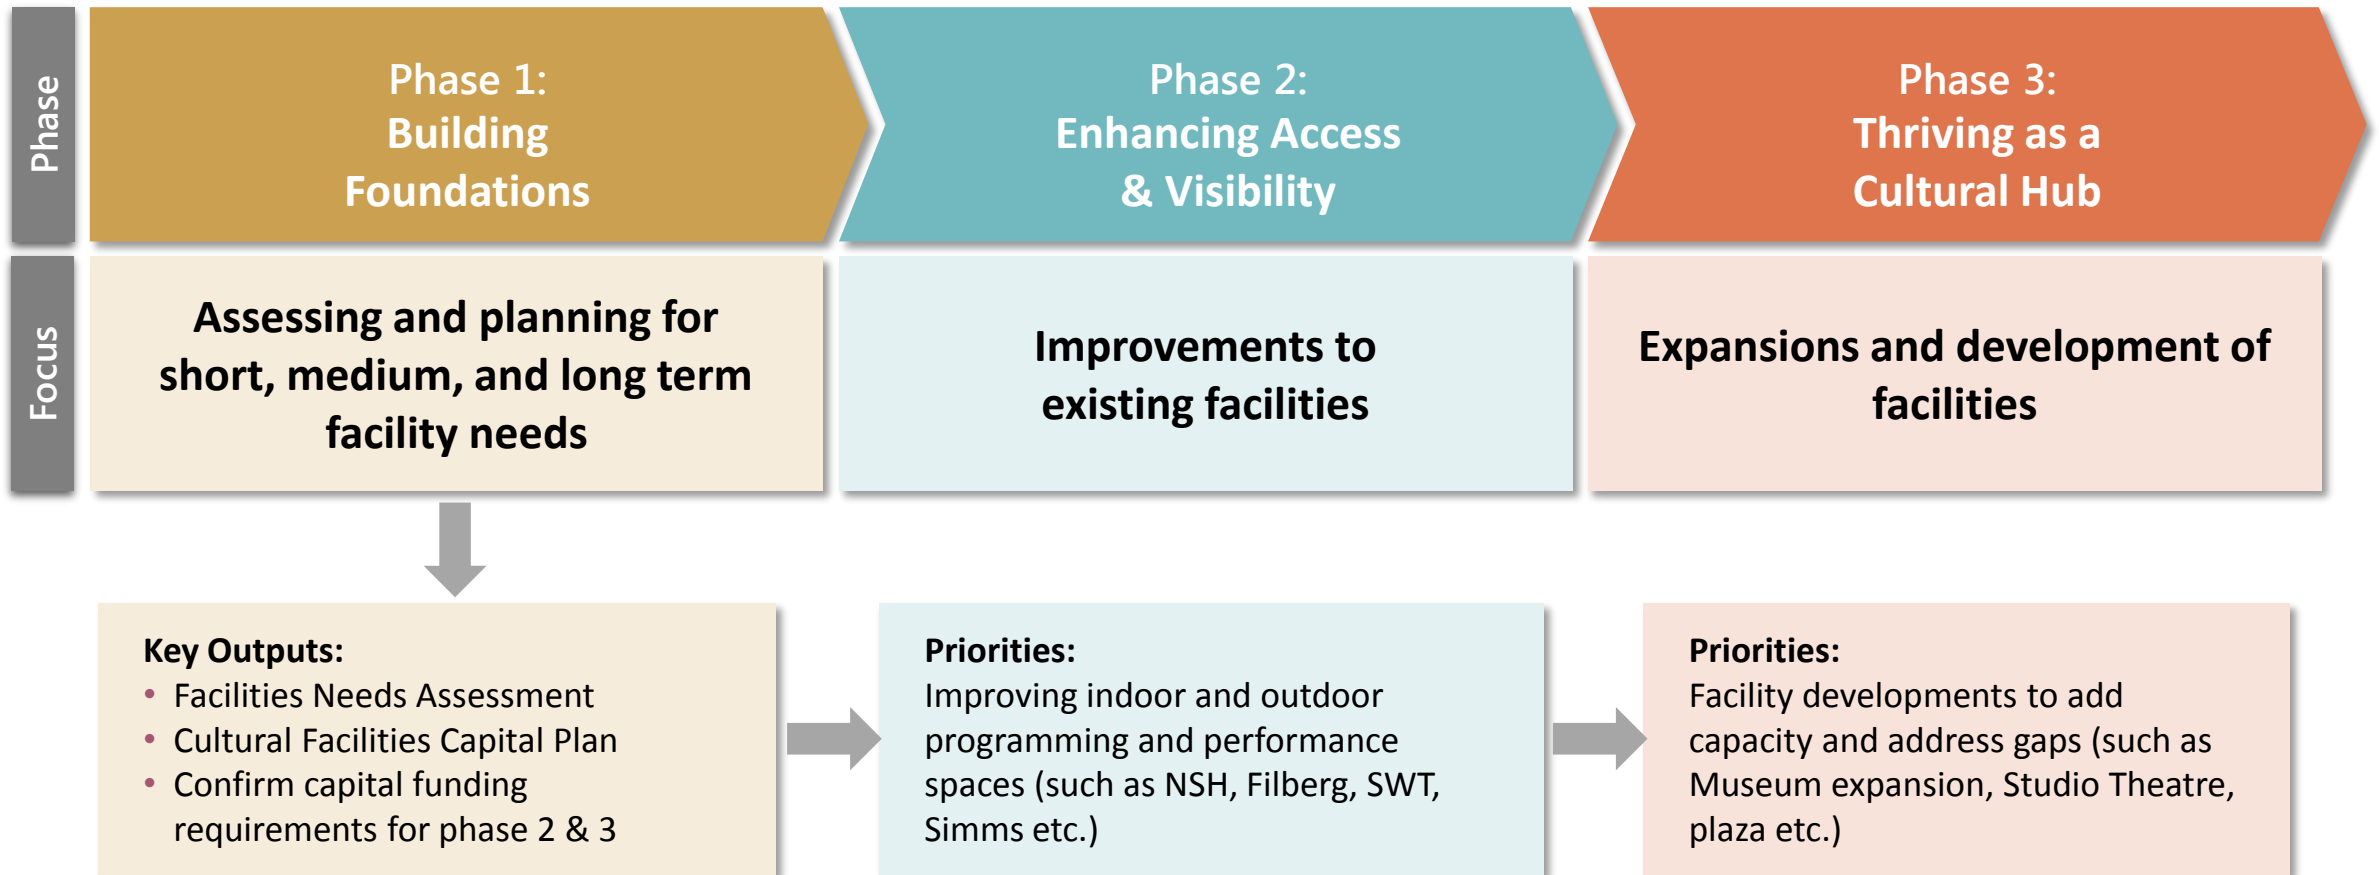 Phase
Phase 1:
Building
Foundations
Phase 2:
Enhancing Access
& Visibility
Phase 3:
Thriving as a
Cultural Hub
Focus
Assessing and planning for
short, medium, and long term
facility needs
Improvements to
existing facilities
Expansions and development of
facilities
Key Outputs:
• Facilities Needs Assessment
• Cultural Facilities Capital Plan
• Confirm capital funding
requirements for phase 2 & 3
Priorities:
Improving indoor and outdoor
programming and performance
spaces (such as NSH, Filberg, SWT,
Simms etc.)
Priorities:
Facility developments to add
capacity and address gaps (such as
Museum expansion, Studio Theatre,
plaza etc.)